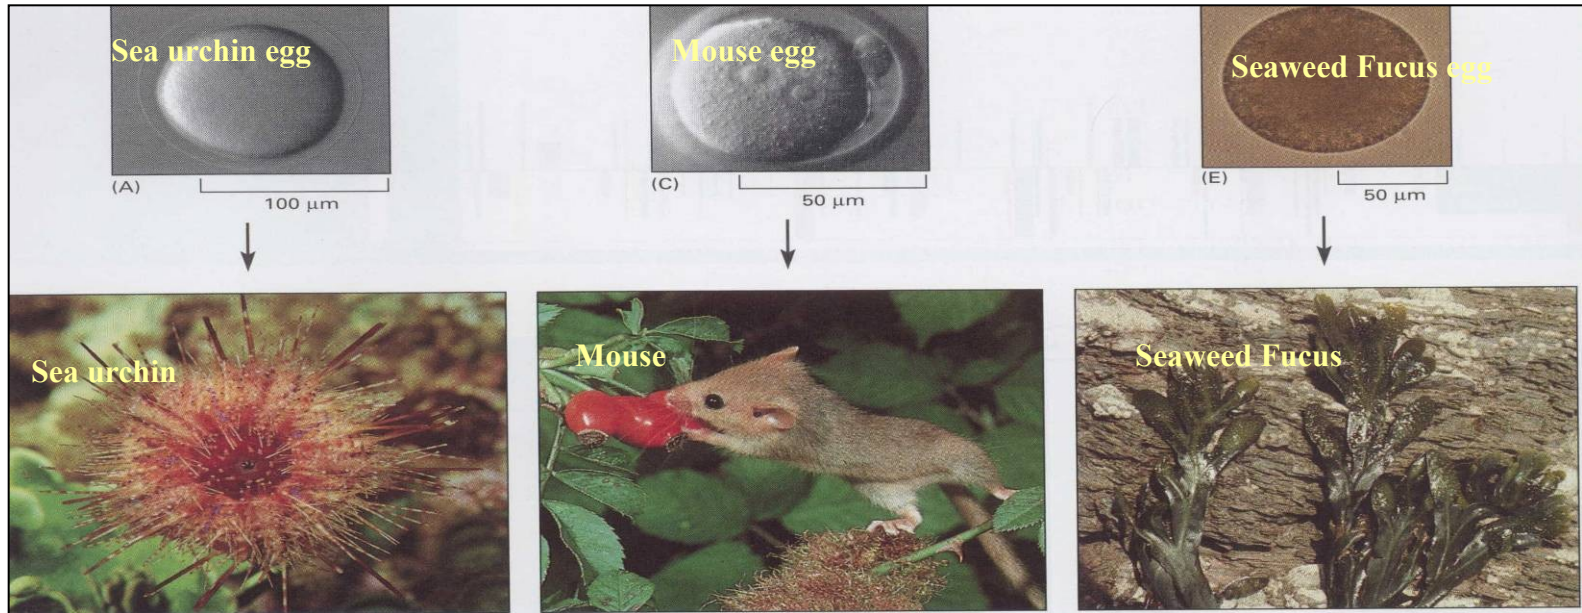 Sea urchin egg
Mouse egg
Seaweed Fucus egg
(A)
100 μm
(C)
50 μm
(E)
50 μm
Sea urchin
Mouse
Seaweed Fucus